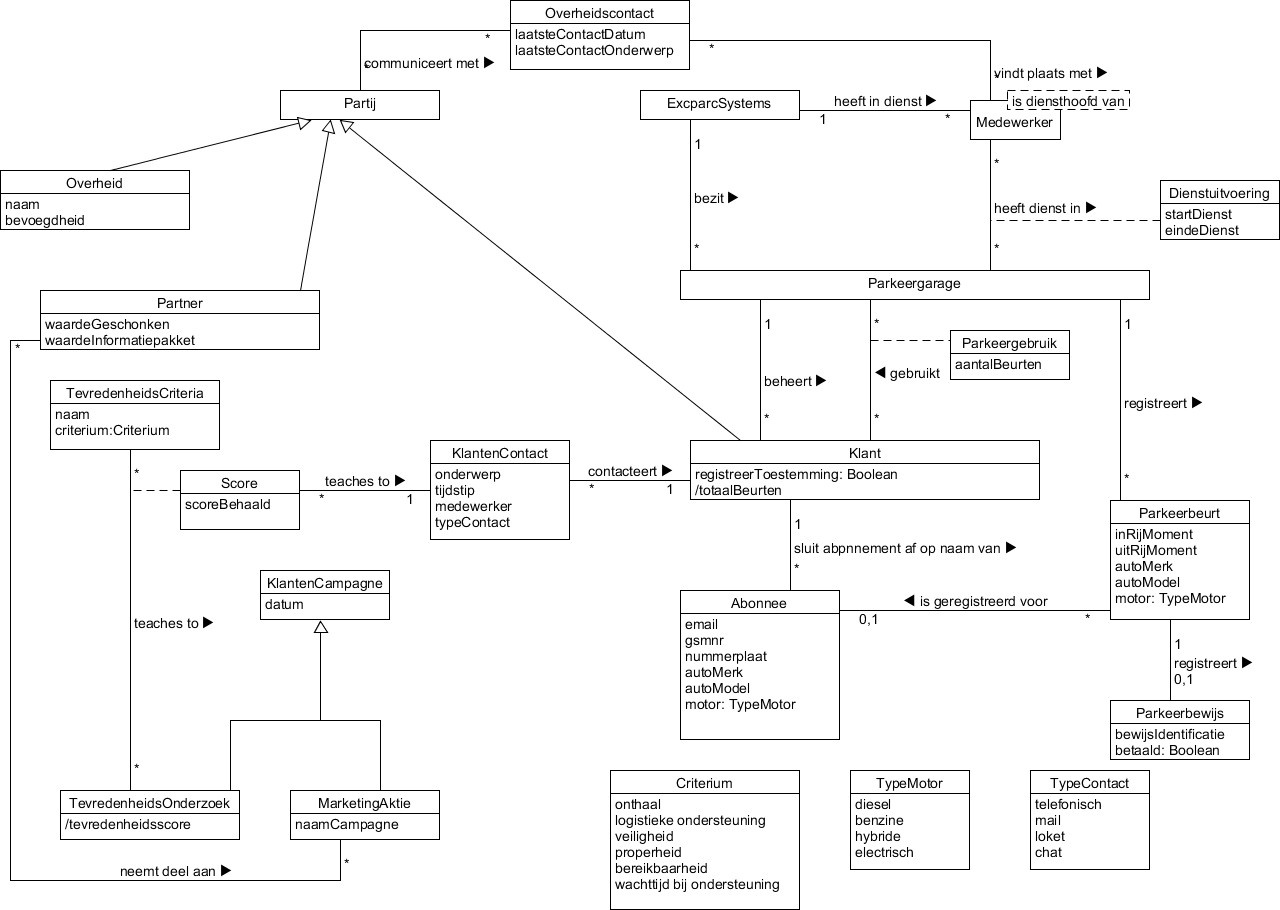 Overheidscontact
laatsteContactDatum
laatsteContactOnderwerp
*
*
communiceert met ▶
*
vindt plaats met ▶
Partij
ExcparcSystems
heeft in dienst ▶
1
*
is diensthoofd van
Medewerker
1
*
Overheid
naam
bevoegdheid
bezit ▶
heeft dienst in ▶
Dienstuitvoering
startDienst
eindeDienst
*
*
Parkeergarage
Partner
waardeGeschonken
waardeInformatiepakket
*
1
*
1
Parkeergebruik
aantalBeurten
beheert ▶
◀ gebruikt
registreert ▶
*
*
*
TevredenheidsCriteria
naam
criterium:Criterium
*
Score
scoreBehaald
teaches to ▶
*
1
KlantenContact
onderwerp
tijdstip
medewerker
typeContact
contacteert ▶
*
1
Klant
registreerToestemming: Boolean
/totaalBeurten
1
sluit abpnnement af op naam van ▶
*
Parkeerbeurt
inRijMoment
uitRijMoment
autoMerk
autoModel
motor: TypeMotor
KlantenCampagne
datum
teaches to ▶
*
Abonnee
email
gsmnr
nummerplaat
autoMerk
autoModel
motor: TypeMotor
◀ is geregistreerd voor
0,1
*
1
registreert ▶
0,1
Parkeerbewijs
bewijsIdentificatie
betaald: Boolean
TevredenheidsOnderzoek
/tevredenheidsscore
MarketingAktie
naamCampagne
*
neemt deel aan ▶
Criterium
onthaal
logistieke ondersteuning
veiligheid
properheid
bereikbaarheid
wachttijd bij ondersteuning
TypeMotor
diesel
benzine
hybride
electrisch
TypeContact
telefonisch
mail
loket
chat